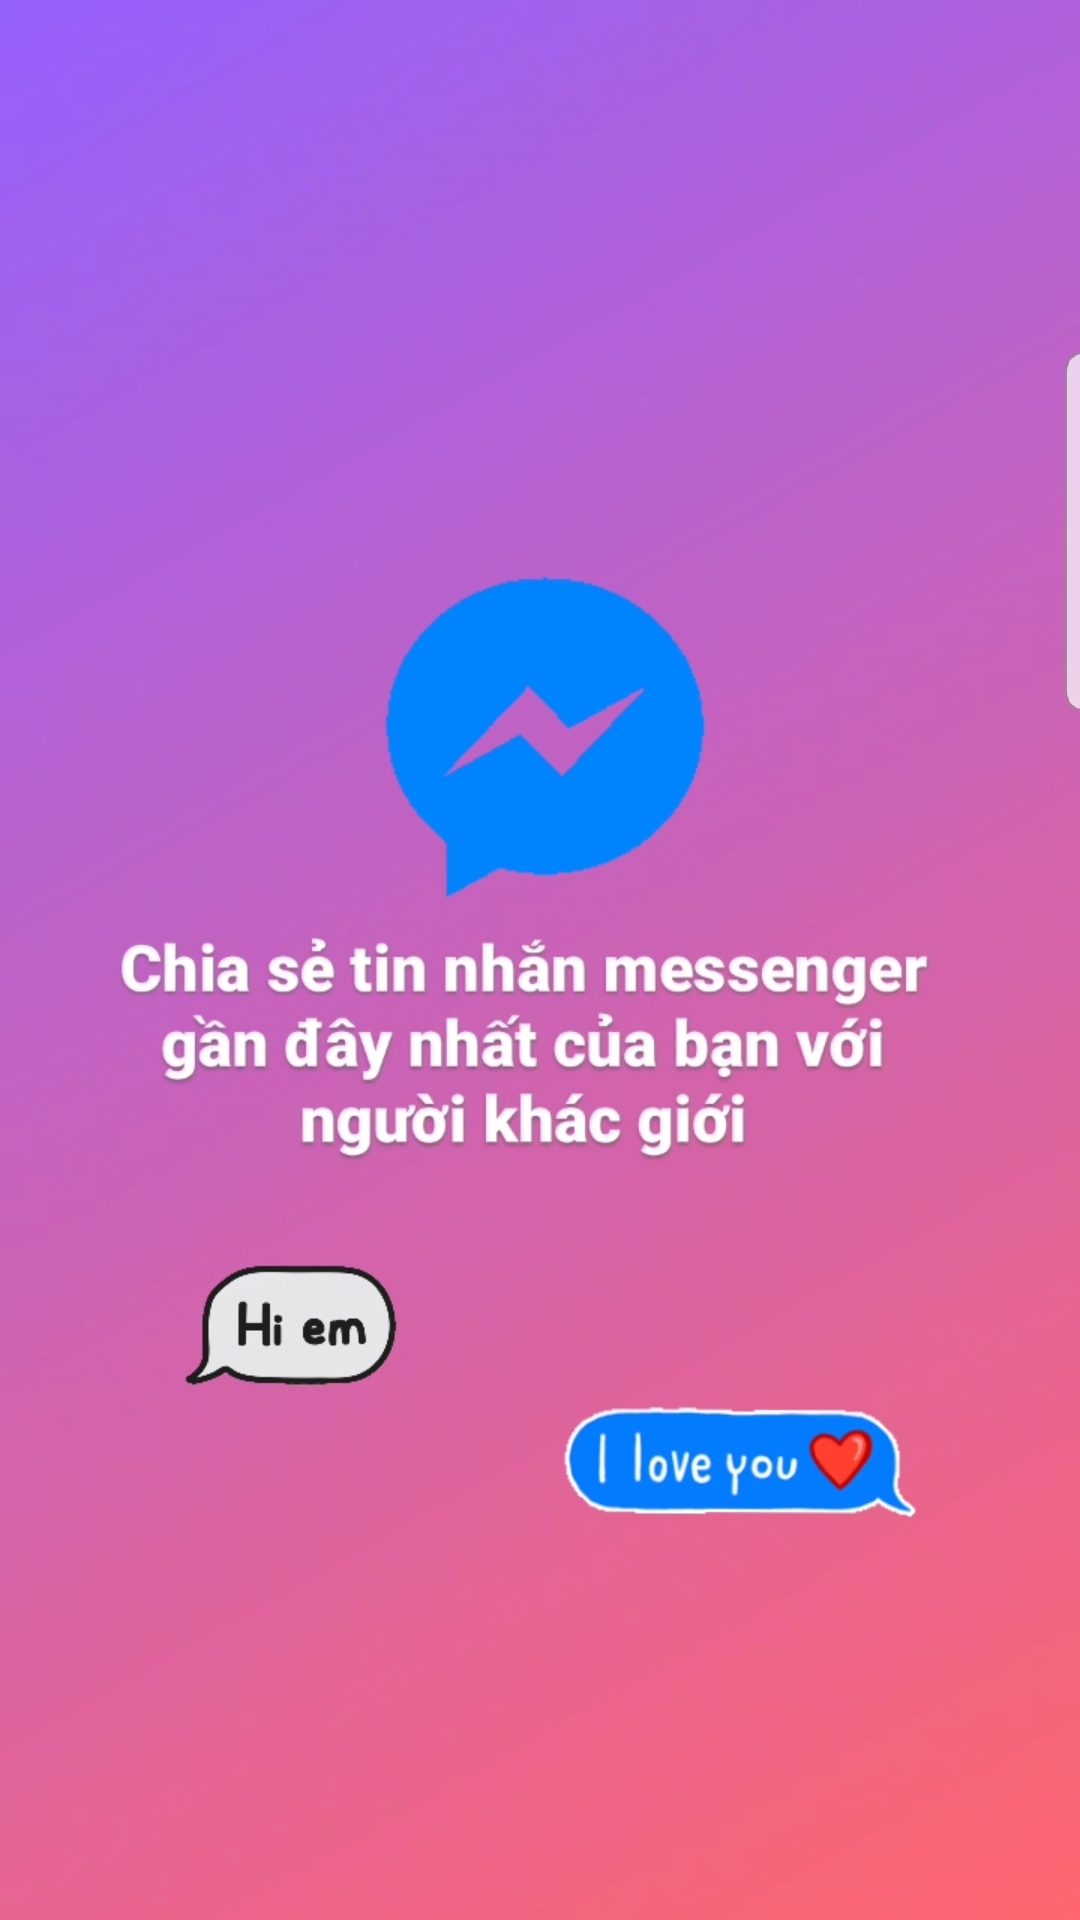 Chia sẻ tin nhắn messenger
gần đây nhất của bạn với
người khác giới
Hi em
I love you ❤️